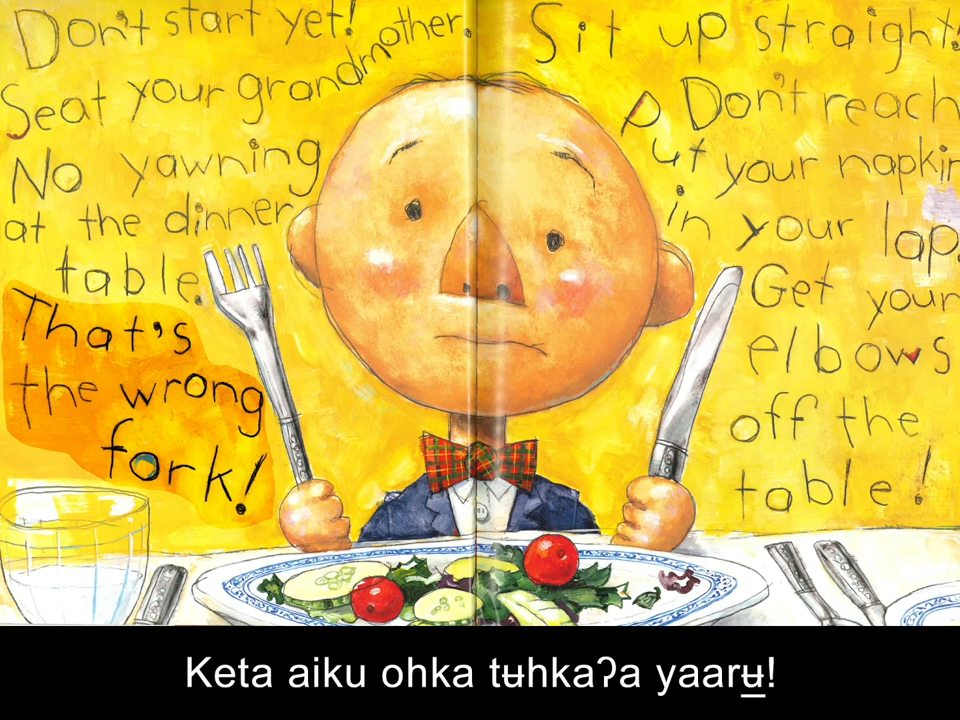 Don't start yet!
Seat your grandmother.
No yawning
at the dinner
table.
That's
the wrong
fork!
Sit up straight!
Don't reach
Put your napkin
in your lap.
Get your
elbows
off the
table!
Keta aiku ohka tʉhkaʔa yaarʉ̲!